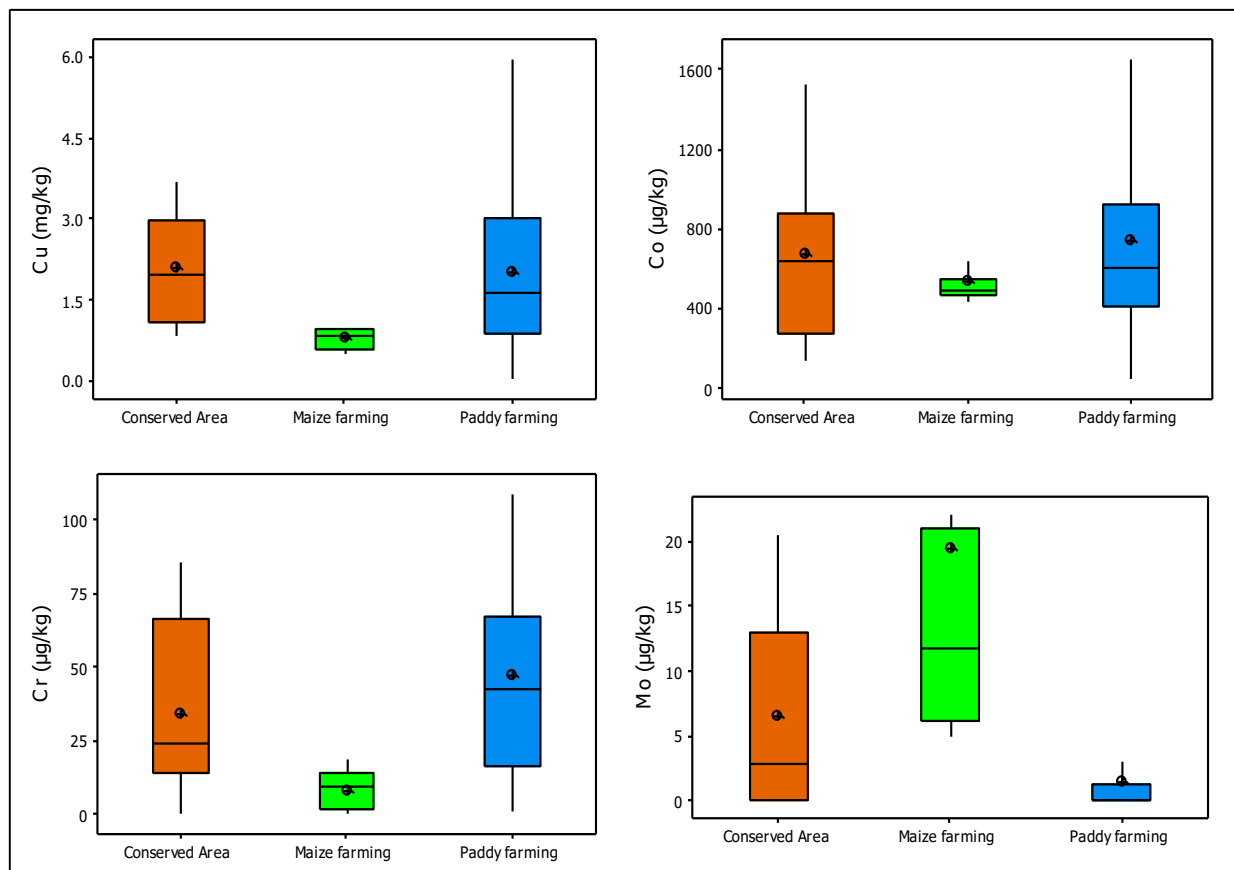 6.0
4.5
3.0
1.5
0.0
Cu (mg/kg)
Conserved Area Maize farming Paddy farming
1600
1200
800
400
0
Co (µg/kg)
Conserved Area Maize farming Paddy farming
100
75
50
25
0
Cr (µg/kg)
Conserved Area Maize farming Paddy farming
20
15
10
5
0
Mo (µg/kg)
Conserved Area Maize farming Paddy farming